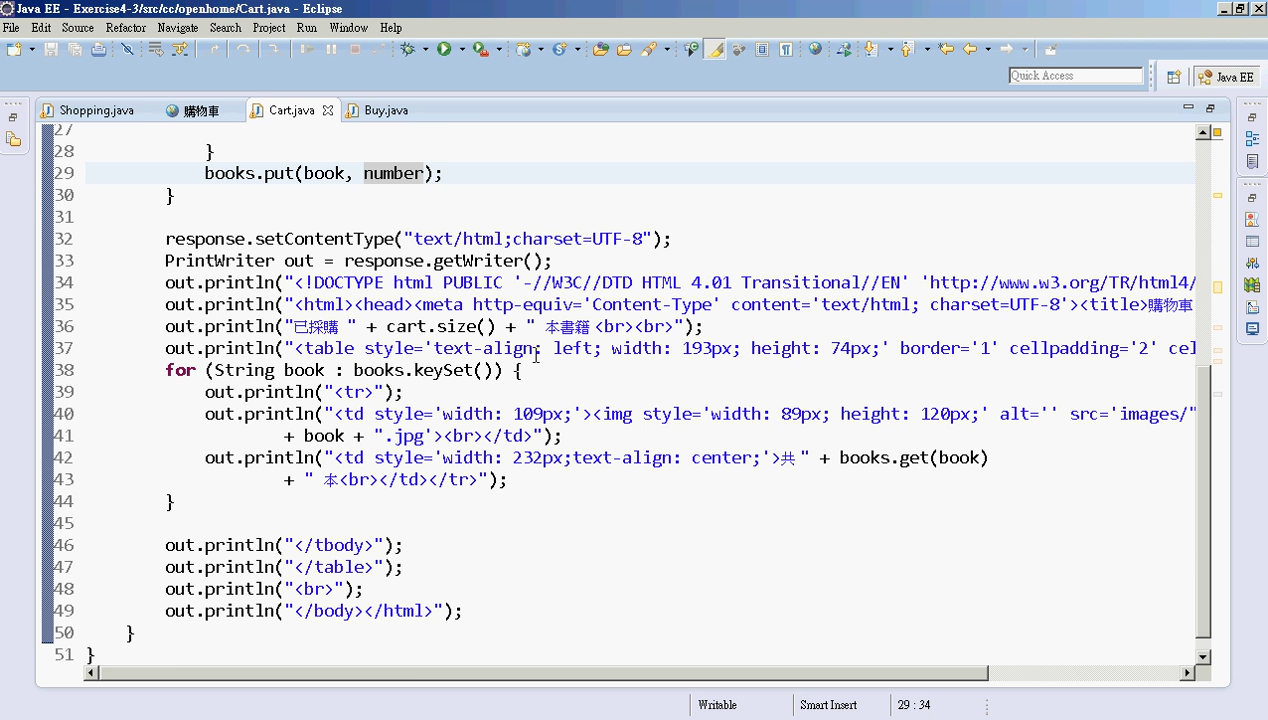 Java EE - Exercise4-3/src/cc/openhome/Cart.java - Eclipse
File Edit Source Refactor Navigate Search Project Run Window Help
Quick Access
Java EE
Shopping.java 購物車 Cart.java Buy.java
27
28 }
29 books.put(book, number);
30 }
31
32 response.setContentType("text/html;charset=UTF-8");
33 PrintWriter out = response.getWriter();
34 out.println("<!DOCTYPE html PUBLIC '-//W3C//DTD HTML 4.01 Transitional//EN' 'http://www.w3.org/TR/html4/
35 out.println("<html><head><meta http-equiv='Content-Type' content='text/html; charset=UTF-8'><title>購物車
36 out.println("已採購 " + cart.size() + " 本書籍<br><br>");
37 out.println("<table style='text-align: left; width: 193px; height: 74px;' border='1' cellpadding='2' cel
38 for (String book : books.keySet()) {
39 out.println("<tr>");
40 out.println("<td style='width: 109px;'><img style='width: 89px; height: 120px;' alt='' src='images/"
41 + book + ".jpg'><br></td>");
42 out.println("<td style='width: 232px;text-align: center;'>共 " + books.get(book)
43 + " 本<br></td></tr>");
44 }
45
46 out.println("</tbody>");
47 out.println("</table>");
48 out.println("<br>");
49 out.println("</body></html>");
50 }
51 }
Writable Smart Insert 29 : 34